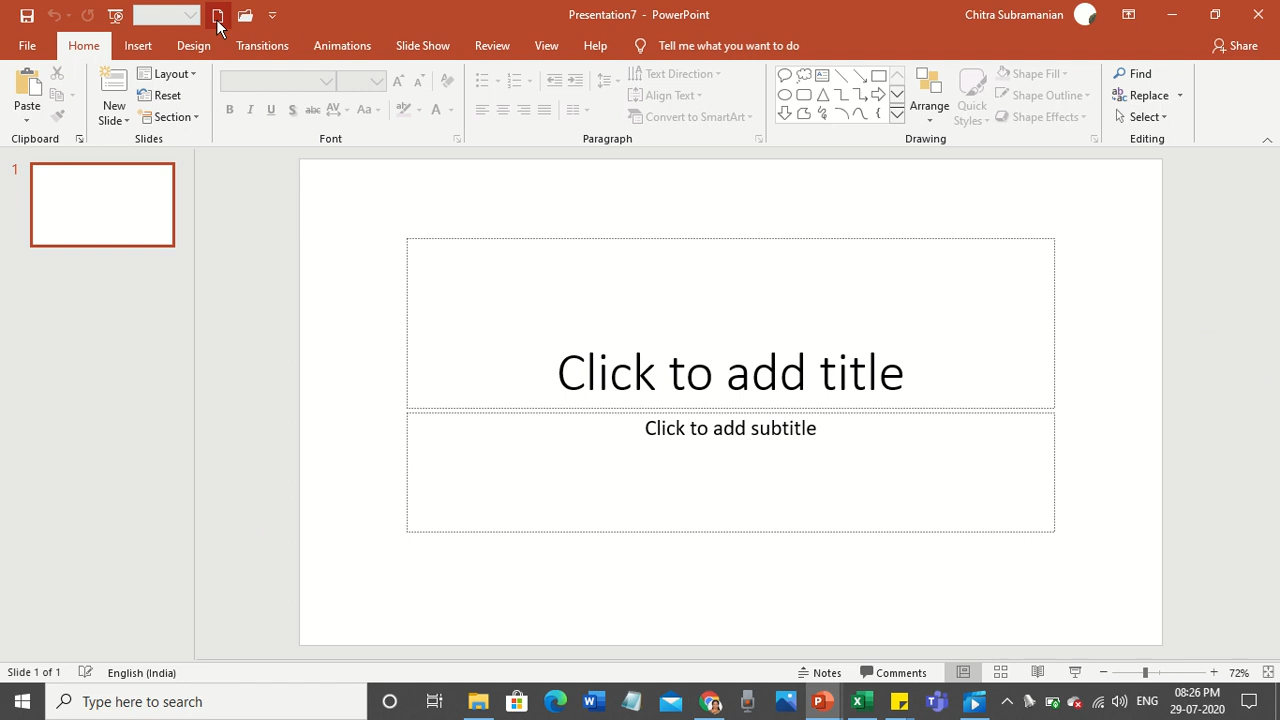 Presentation7 - PowerPoint
Chitra Subramanian
File Home Insert Design Transitions Animations Slide Show Review View Help Tell me what you want to do Share
Paste
New Slide
Layout
Reset
Section
B I U S abc AV Aa A
Text Direction
Align Text
Convert to SmartArt
Arrange
Quick Styles
Shape Fill
Shape Outline
Shape Effects
Find
Replace
Select
Clipboard Slides Font Paragraph Drawing Editing
1
Click to add title
Click to add subtitle
Slide 1 of 1 English (India) Notes Comments 72%
Type here to search
ENG
08:26 PM
29-07-2020